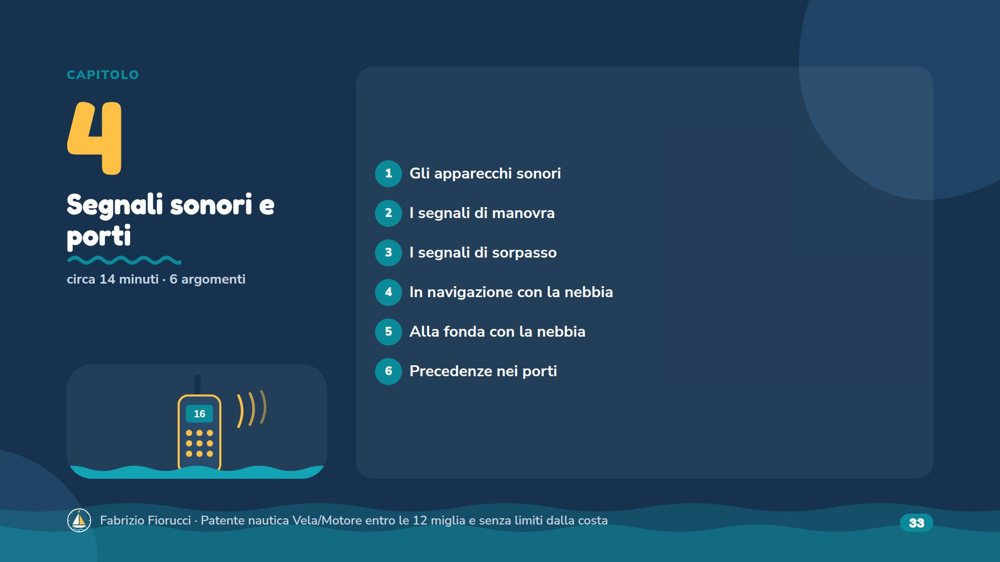 CAPITOLO
4
Segnali sonori e
porti
circa 14 minuti · 6 argomenti
16
1 Gli apparecchi sonori
2 I segnali di manovra
3 I segnali di sorpasso
4 In navigazione con la nebbia
5 Alla fonda con la nebbia
6 Precedenze nei porti
Fabrizio Fiorucci · Patente nautica Vela/Motore entro le 12 miglia e senza limiti dalla costa
33